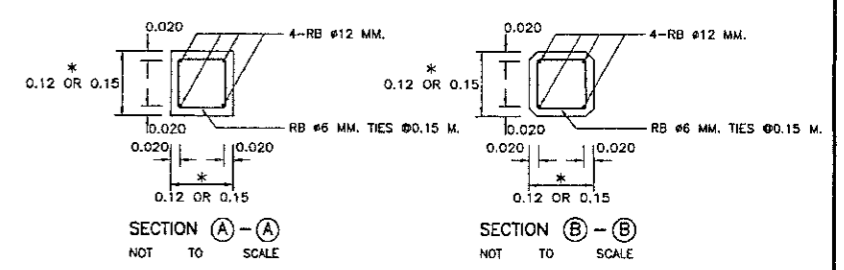 0.020
4-RB ø12 MM.
*
0.12 OR 0.15
0.020
RB ø6 MM. TIES @0.15 M.
0.020
0.020
*
0.12 OR 0.15
SECTION A - A
NOT TO SCALE
0.020
4-RB ø12 MM.
*
0.12 OR 0.15
0.020
RB ø6 MM. TIES @0.15 M.
0.020
0.020
*
0.12 OR 0.15
SECTION B - B
NOT TO SCALE